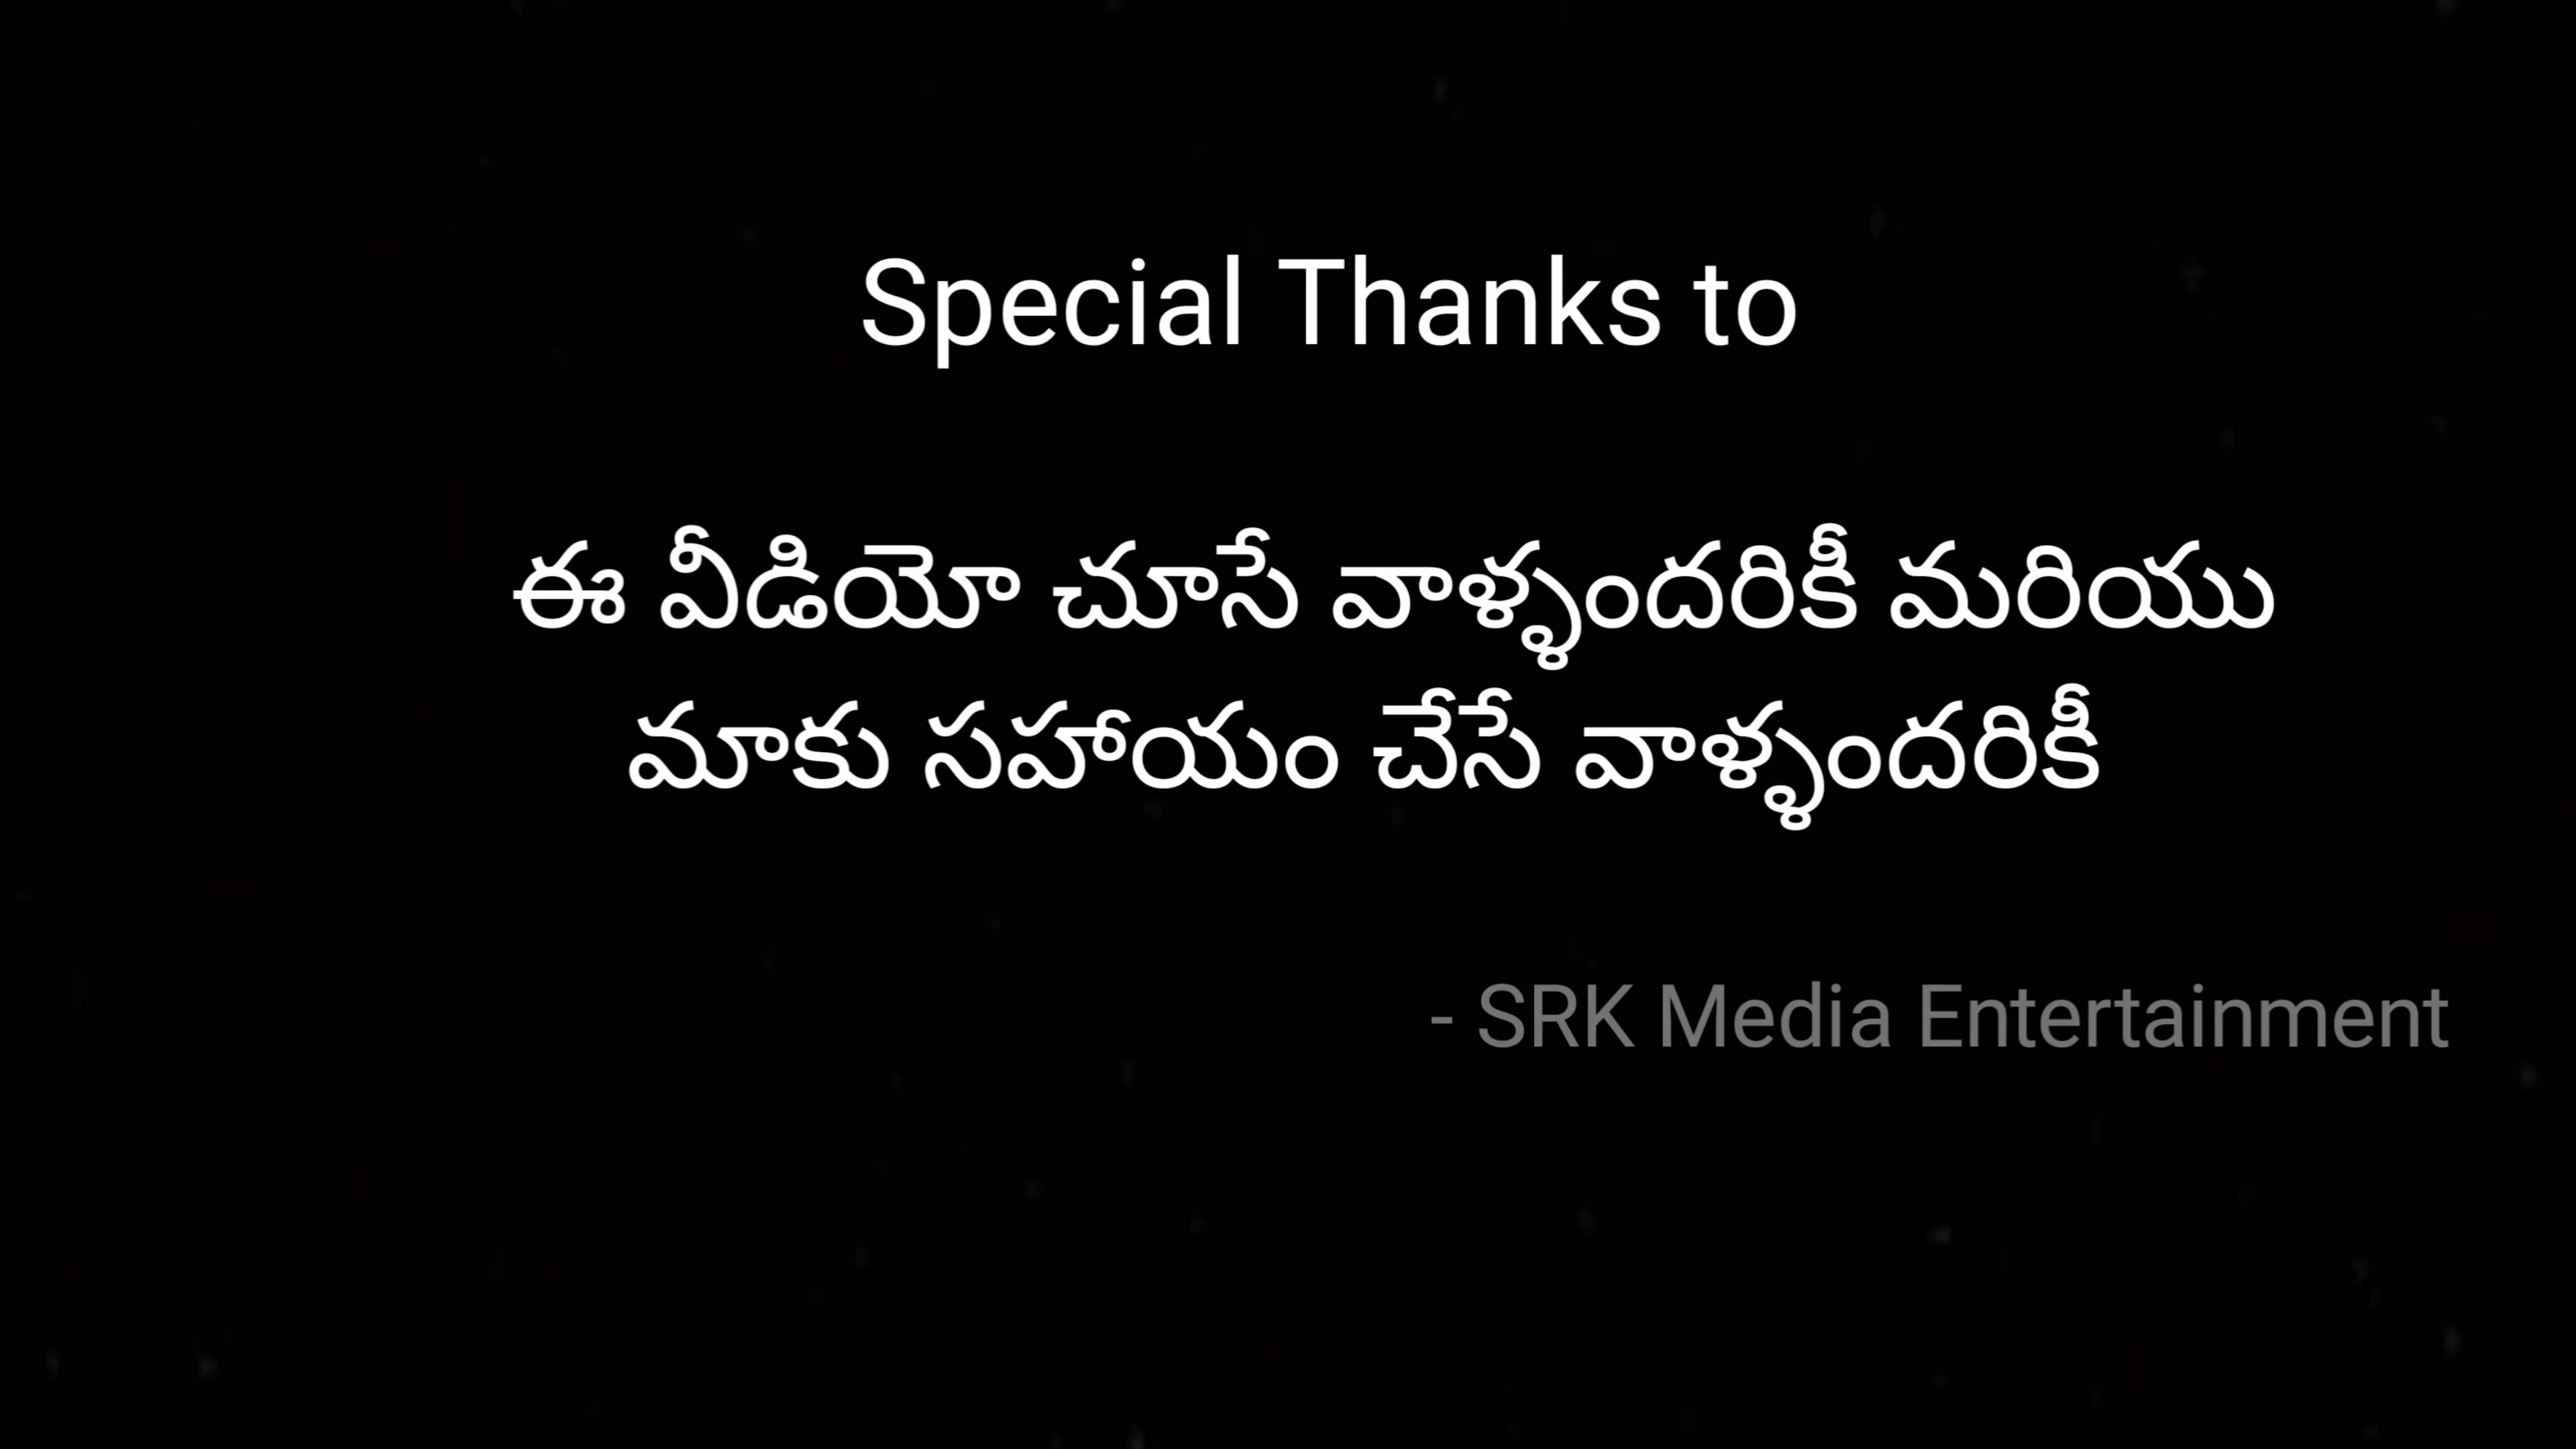 Special Thanks to
ఈ వీడియో చూసే వాళ్ళందరికీ మరియు
మాకు సహాయం చేసే వాళ్ళందరికీ
- SRK Media Entertainment